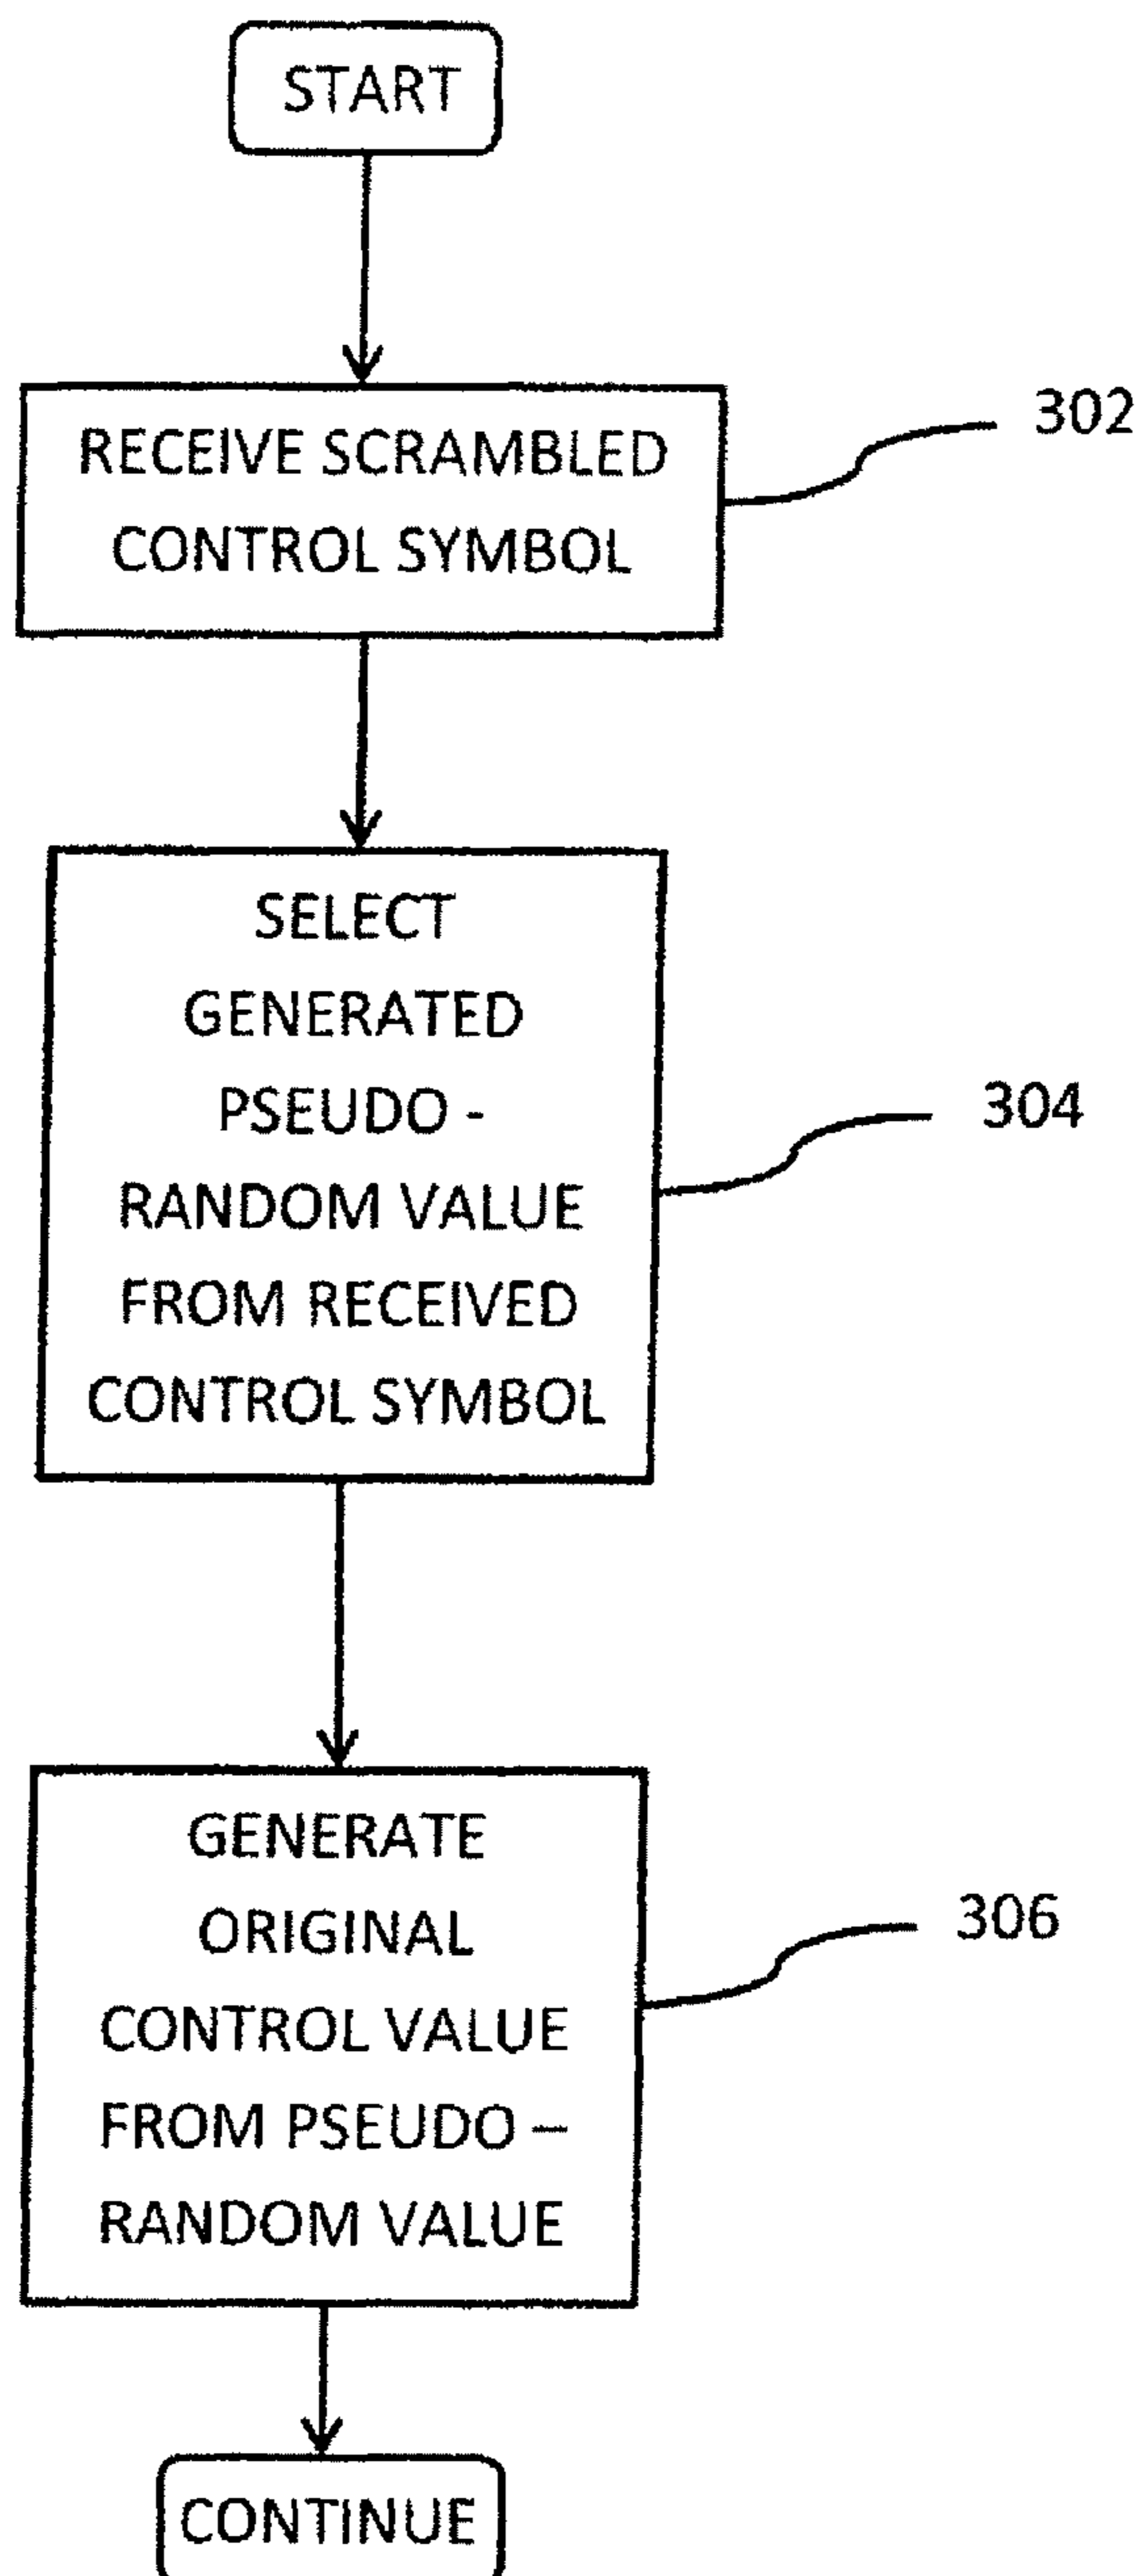 START
RECEIVE SCRAMBLED
CONTROL SYMBOL
302
SELECT
GENERATED
PSEUDO -
RANDOM VALUE
FROM RECEIVED
CONTROL SYMBOL
304
GENERATE
ORIGINAL
CONTROL VALUE
FROM PSEUDO –
RANDOM VALUE
306
CONTINUE